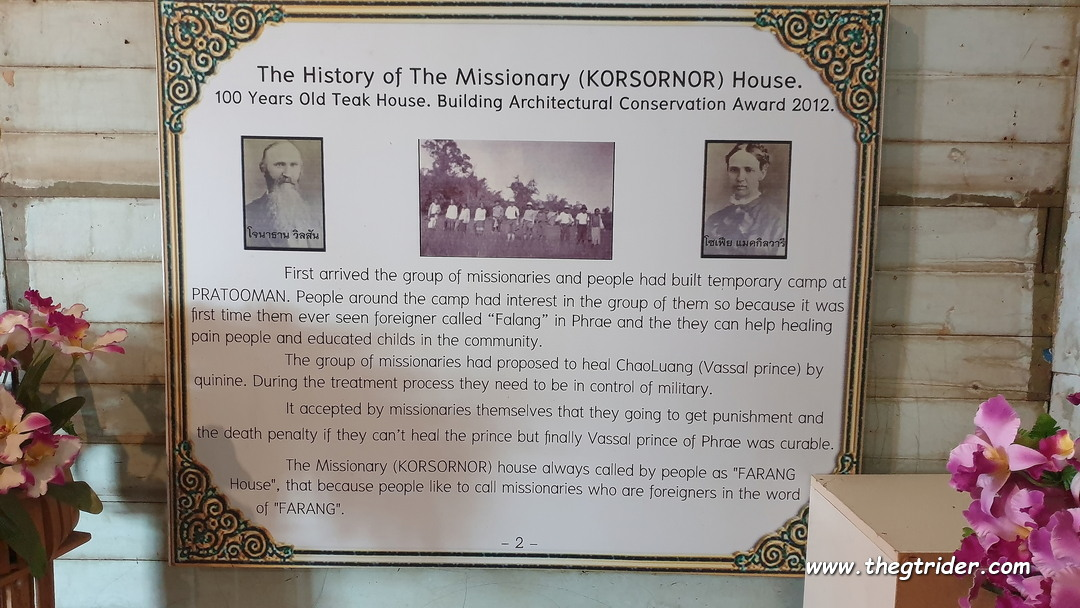 The History of The Missionary (KORSORNOR) House.
100 Years Old Teak House. Building Architectural Conservation Award 2012.
โจนาธาน วิลสัน
โซเฟีย แมคกิลวารี
First arrived the group of missionaries and people had built temporary camp at
PRATOOMAN. People around the camp had interest in the group of them so because it was
first time them ever seen foreigner called “Falang” in Phrae and the they can help healing
pain people and educated childs in the community.
The group of missionaries had proposed to heal ChaoLuang (Vassal prince) by
quinine. During the treatment process they need to be in control of military.
It accepted by missionaries themselves that they going to get punishment and
the death penalty if they can't heal the prince but finally Vassal prince of Phrae was curable.
The Missionary (KORSORNOR) house always called by people as "FARANG
House", that because people like to call missionaries who are foreigners in the word
of "FARANG".
- 2 -
www.thegtrider.com